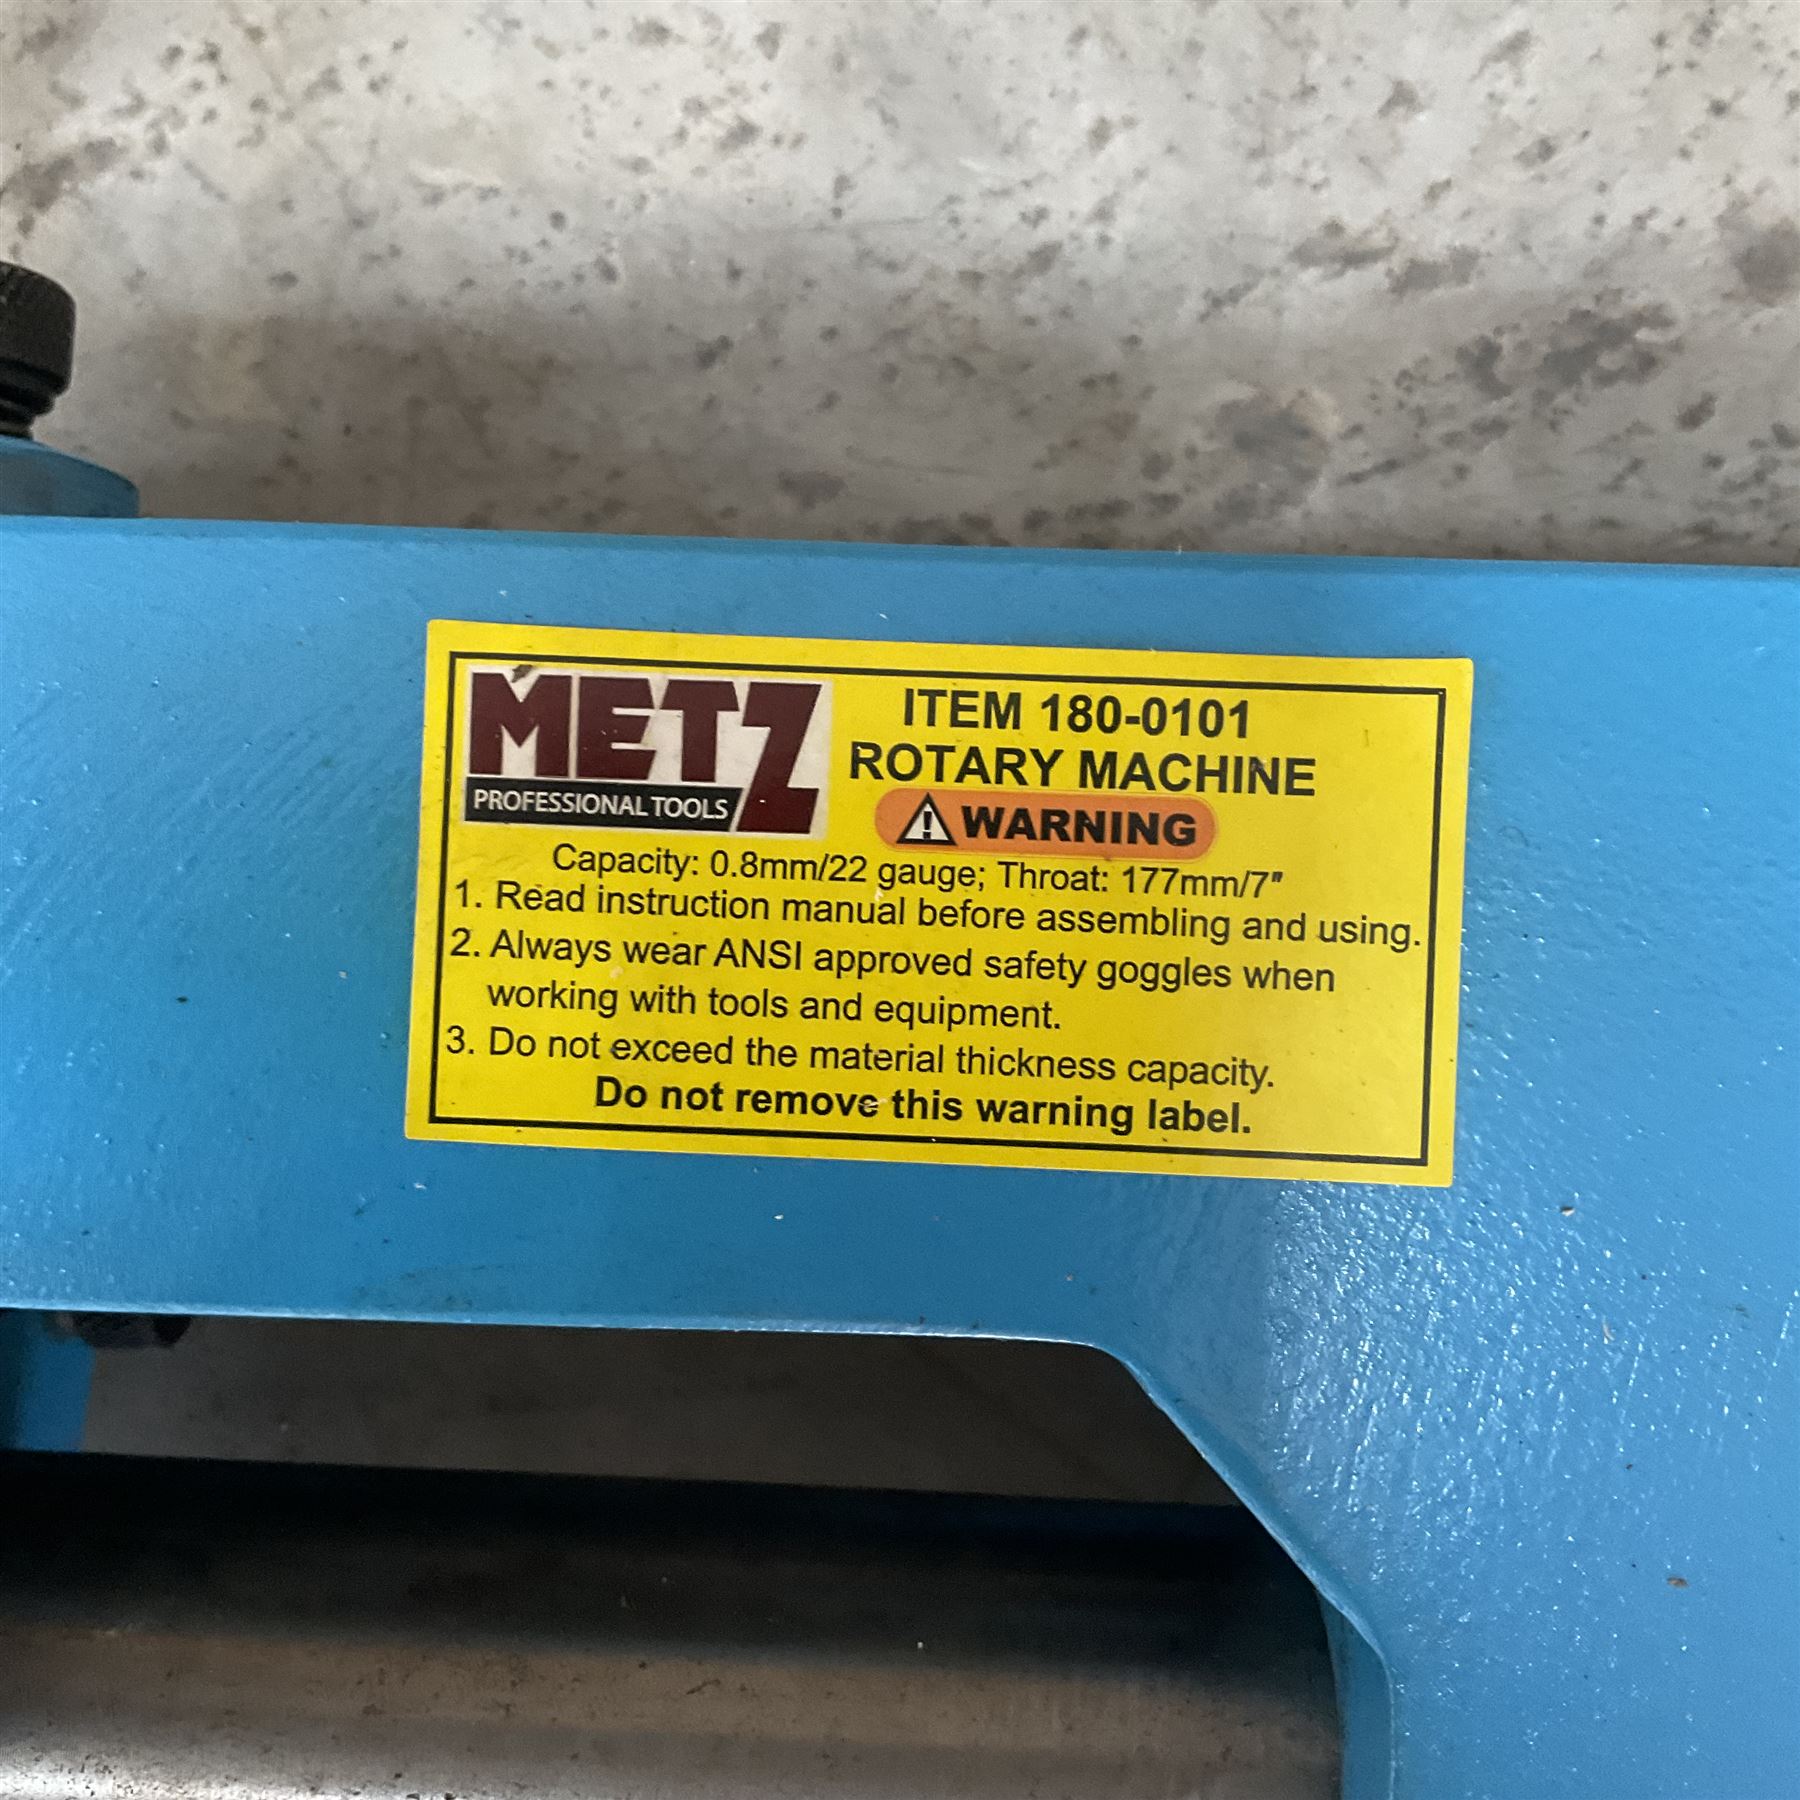 METZ
PROFESSIONAL TOOLS
ITEM 180-0101
ROTARY MACHINE
WARNING
Capacity: 0.8mm/22 gauge; Throat: 177mm/7"
1. Read instruction manual before assembling and using.
2. Always wear ANSI approved safety goggles when
working with tools and equipment.
3. Do not exceed the material thickness capacity.
Do not remove this warning label.